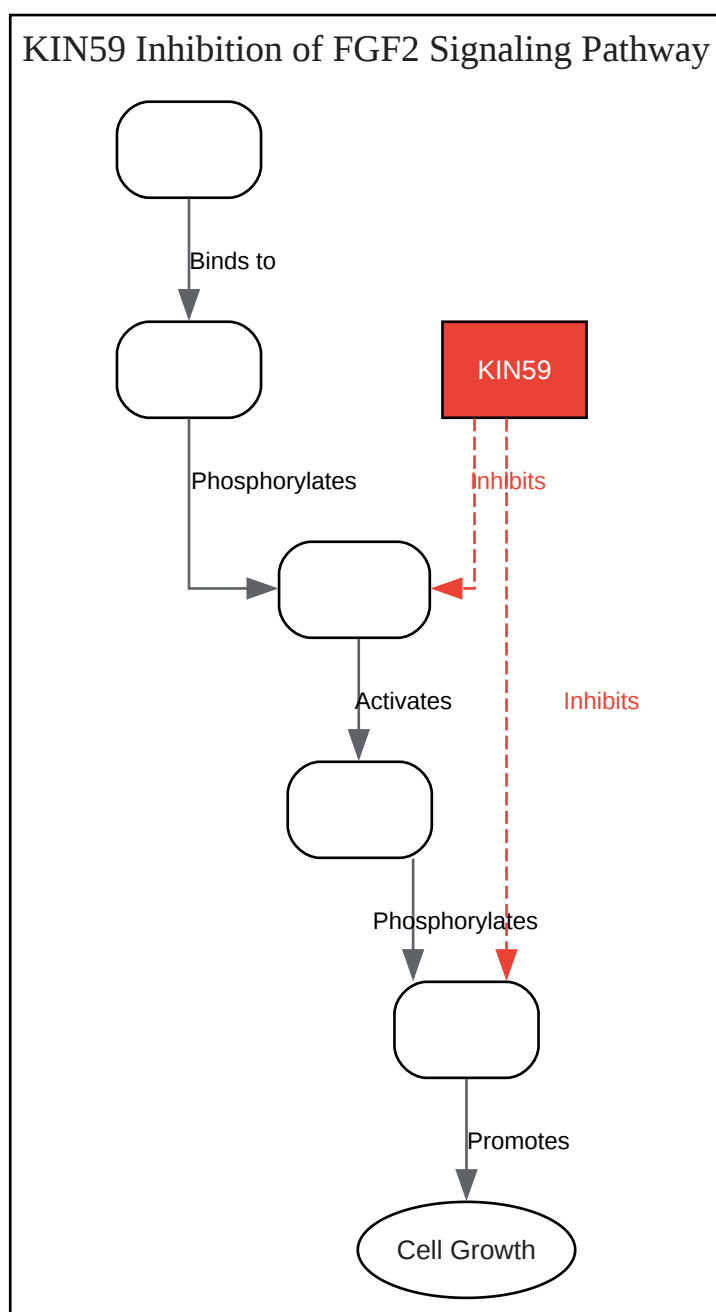 KIN59 Inhibition of FGF2 Signaling Pathway
Binds to
KIN59
Phosphorylates
Inhibits
Activates
Inhibits
Phosphorylates
Promotes
Cell Growth